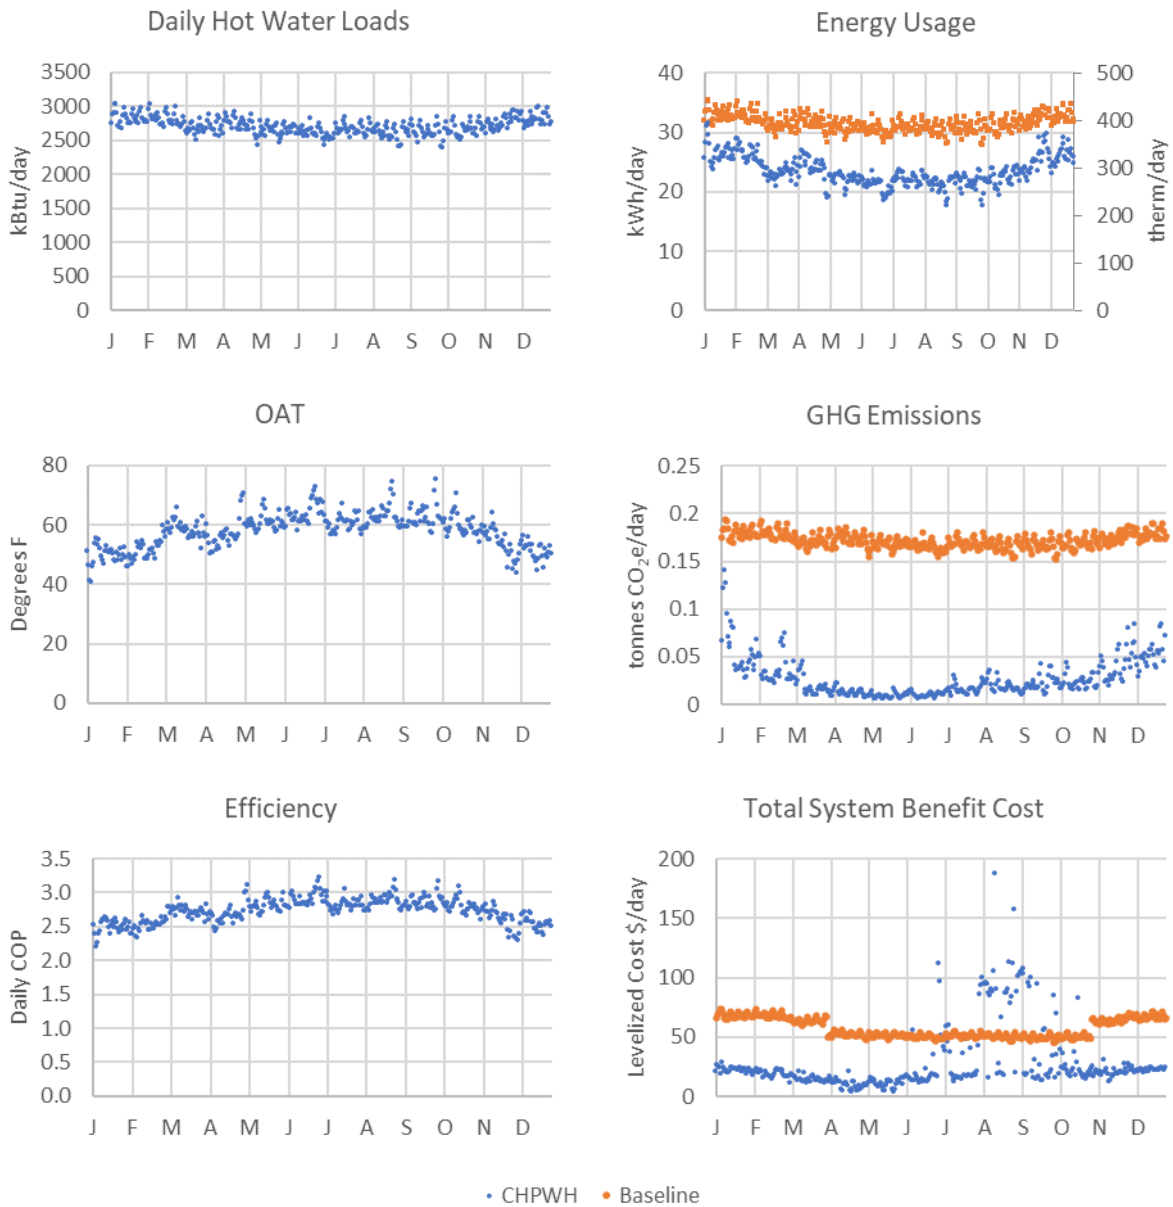 Daily Hot Water Loads
kBtu/day
3500
3000
2500
2000
1500
1000
500
0
J F M A M J J A S O N D
Energy Usage
kWh/day
40
30
20
10
0
therm/day
500
400
300
200
100
0
J F M A M J J A S O N D
OAT
Degrees F
80
60
40
20
0
J F M A M J J A S O N D
GHG Emissions
tonnes CO₂e/day
0.25
0.2
0.15
0.1
0.05
0
J F M A M J J A S O N D
Efficiency
Daily COP
3.5
3.0
2.5
2.0
1.5
1.0
0.5
0.0
J F M A M J J A S O N D
Total System Benefit Cost
Levelized Cost $/day
200
150
100
50
0
J F M A M J J A S O N D
CHPWH Baseline